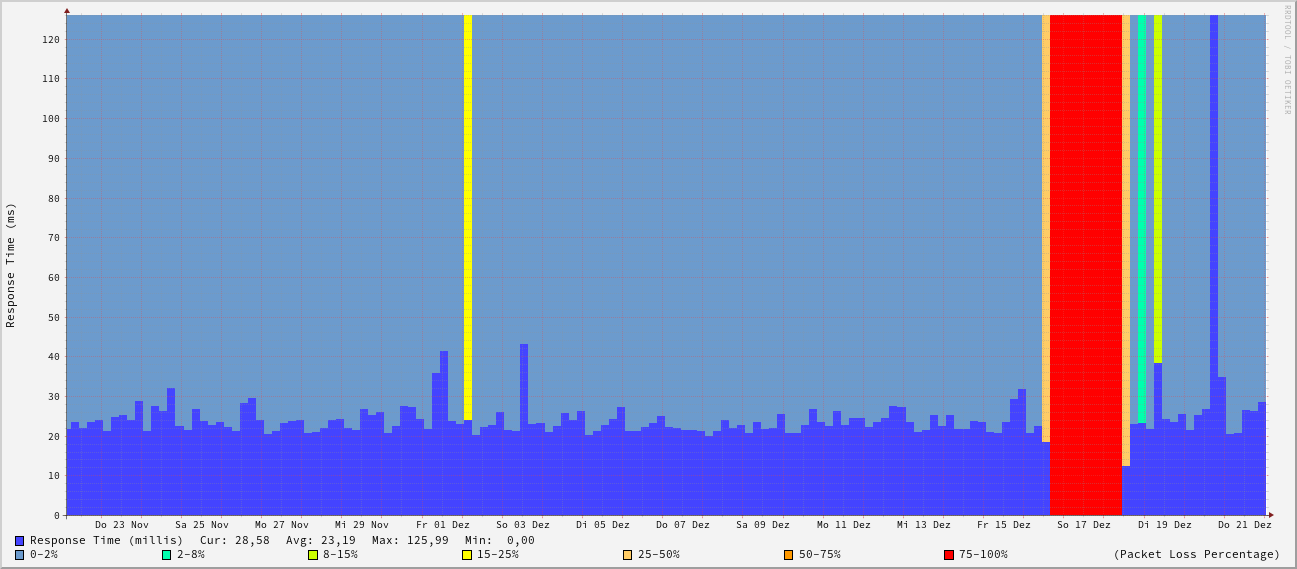 RRDTOOL / TOBI OETIKER
Response Time (ms)
120
110
100
90
80
70
60
50
40
30
20
10
0
Do 23 Nov Sa 25 Nov Mo 27 Nov Mi 29 Nov Fr 01 Dez So 03 Dez Di 05 Dez Do 07 Dez Sa 09 Dez Mo 11 Dez Mi 13 Dez Fr 15 Dez So 17 Dez Di 19 Dez Do 21 Dez
Response Time (millis) Cur: 28,58 Avg: 23,19 Max: 125,99 Min: 0,00
0-2% 2-8% 8-15% 15-25% 25-50% 50-75% 75-100% (Packet Loss Percentage)